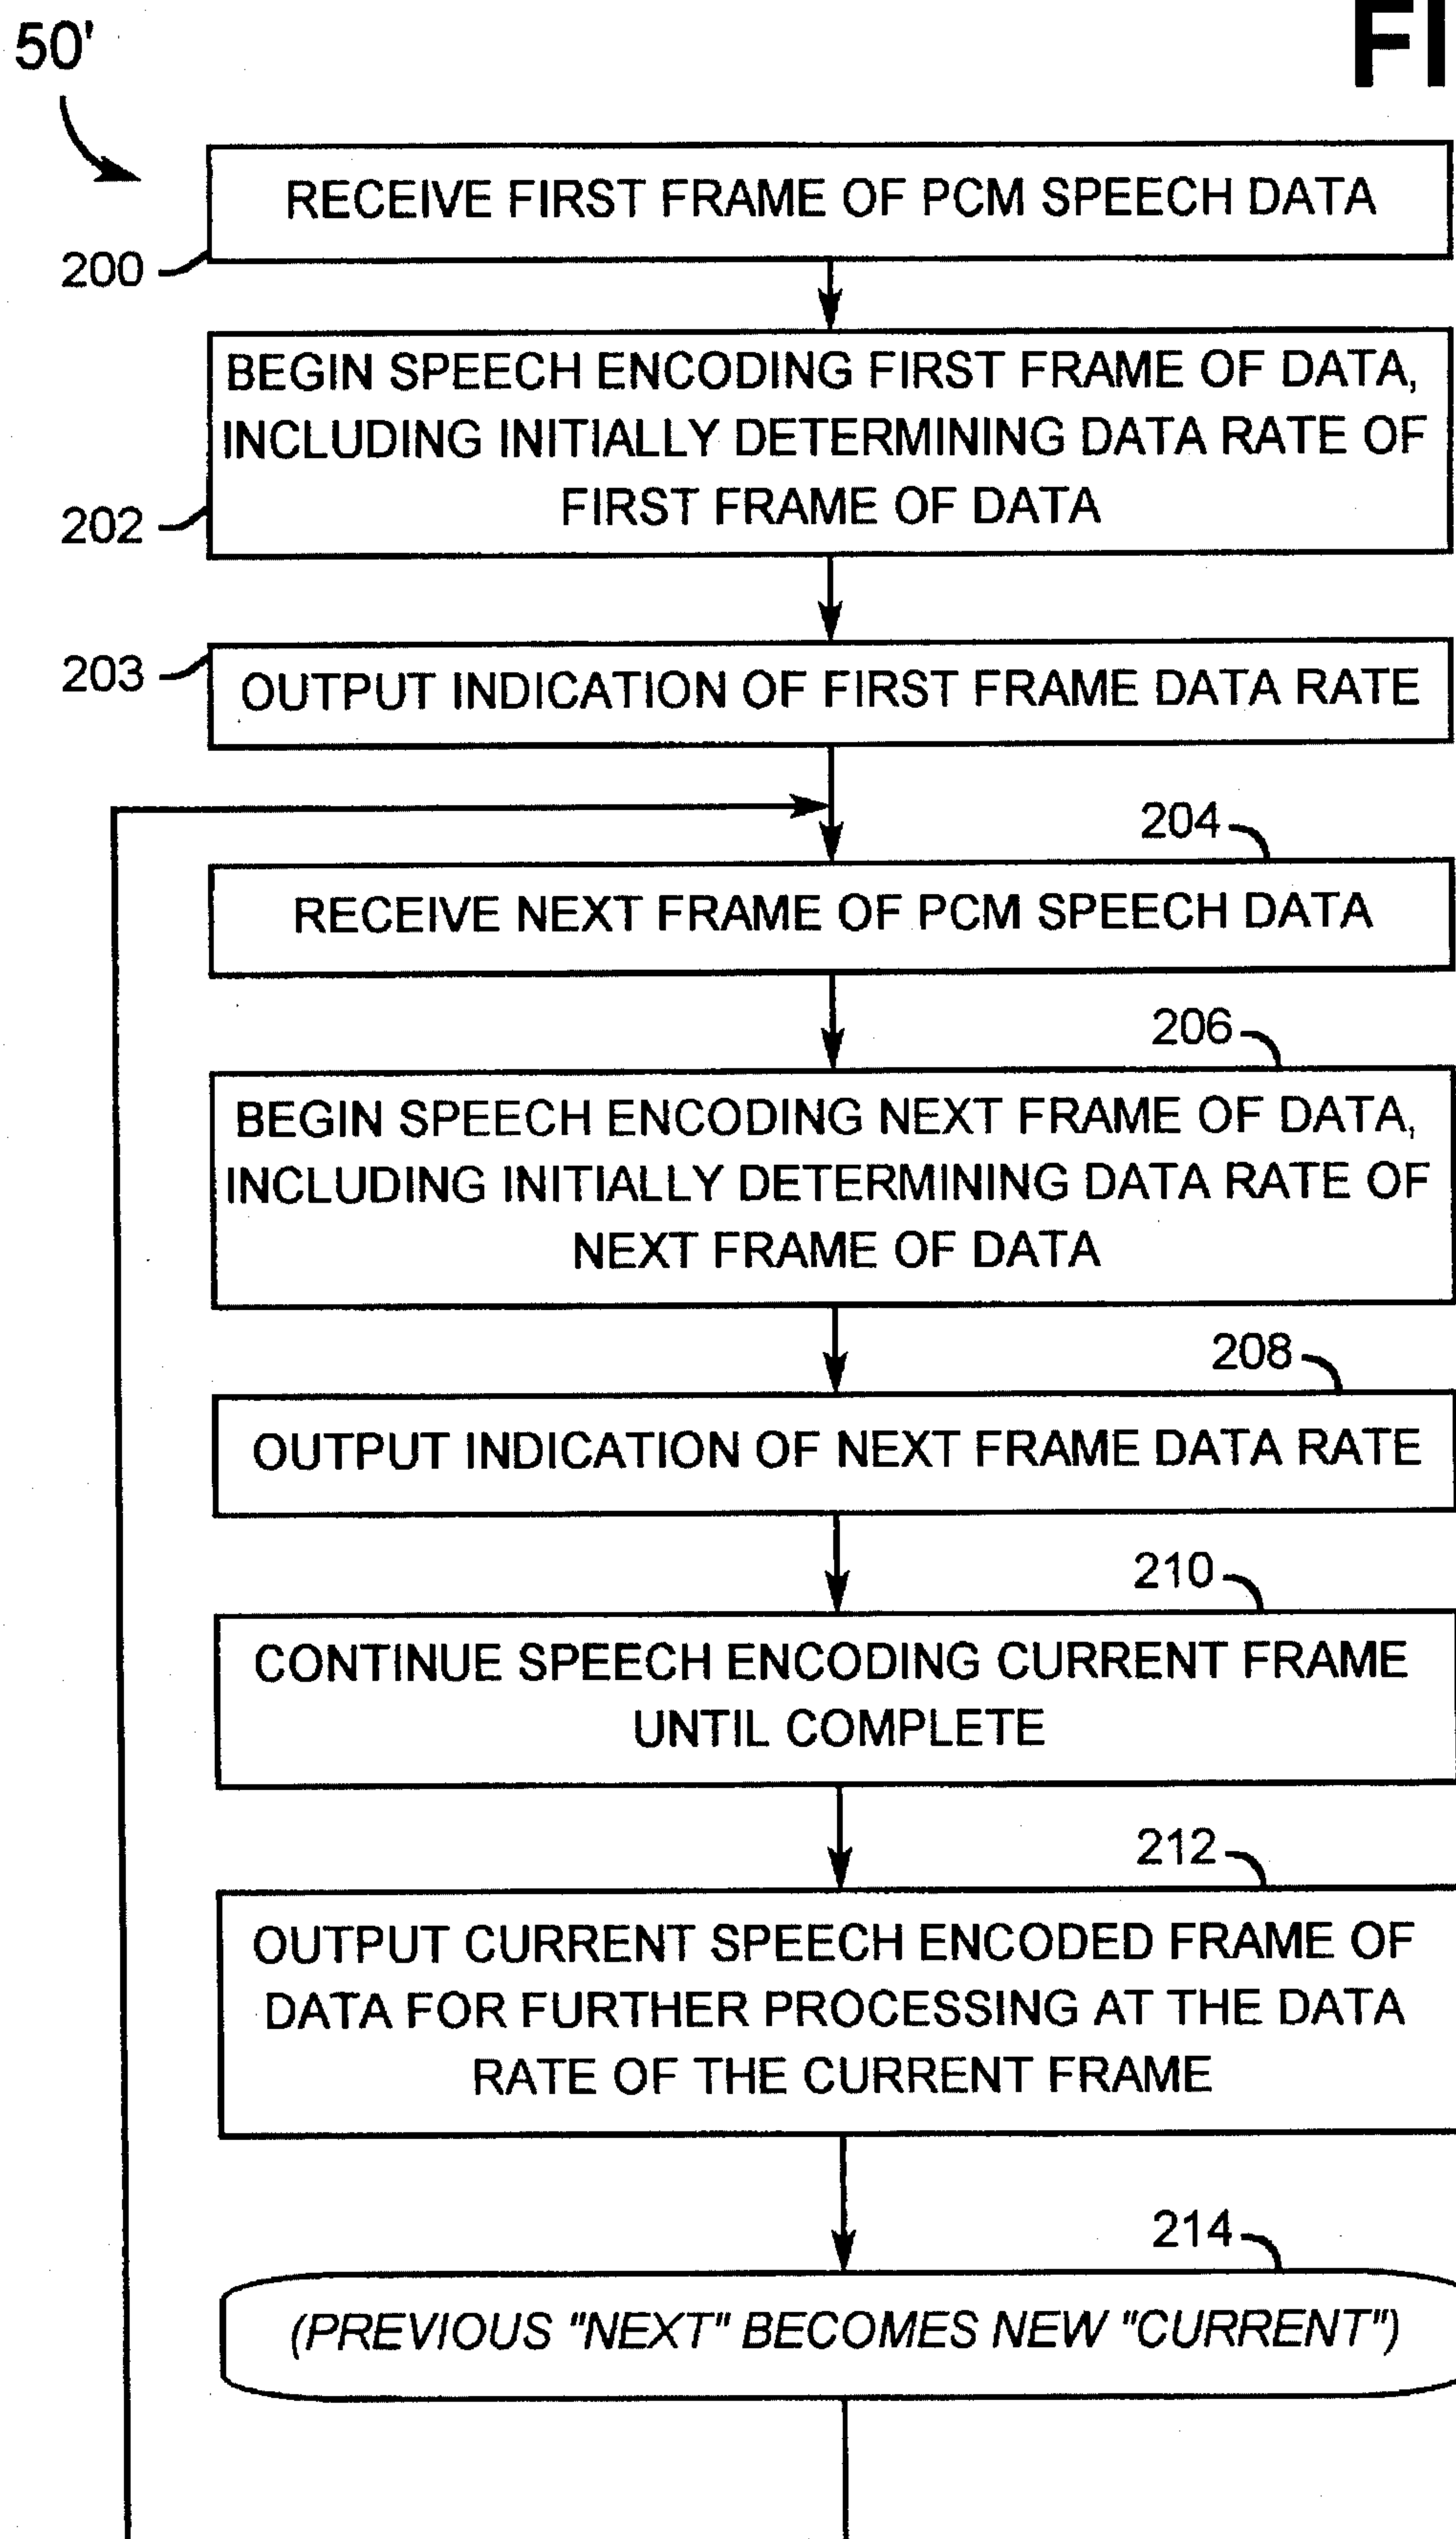 50'
FI
RECEIVE FIRST FRAME OF PCM SPEECH DATA
200
BEGIN SPEECH ENCODING FIRST FRAME OF DATA,
INCLUDING INITIALLY DETERMINING DATA RATE OF
FIRST FRAME OF DATA
202
203
OUTPUT INDICATION OF FIRST FRAME DATA RATE
204
RECEIVE NEXT FRAME OF PCM SPEECH DATA
206
BEGIN SPEECH ENCODING NEXT FRAME OF DATA,
INCLUDING INITIALLY DETERMINING DATA RATE OF
NEXT FRAME OF DATA
208
OUTPUT INDICATION OF NEXT FRAME DATA RATE
210
CONTINUE SPEECH ENCODING CURRENT FRAME
UNTIL COMPLETE
212
OUTPUT CURRENT SPEECH ENCODED FRAME OF
DATA FOR FURTHER PROCESSING AT THE DATA
RATE OF THE CURRENT FRAME
214
(PREVIOUS "NEXT" BECOMES NEW "CURRENT")